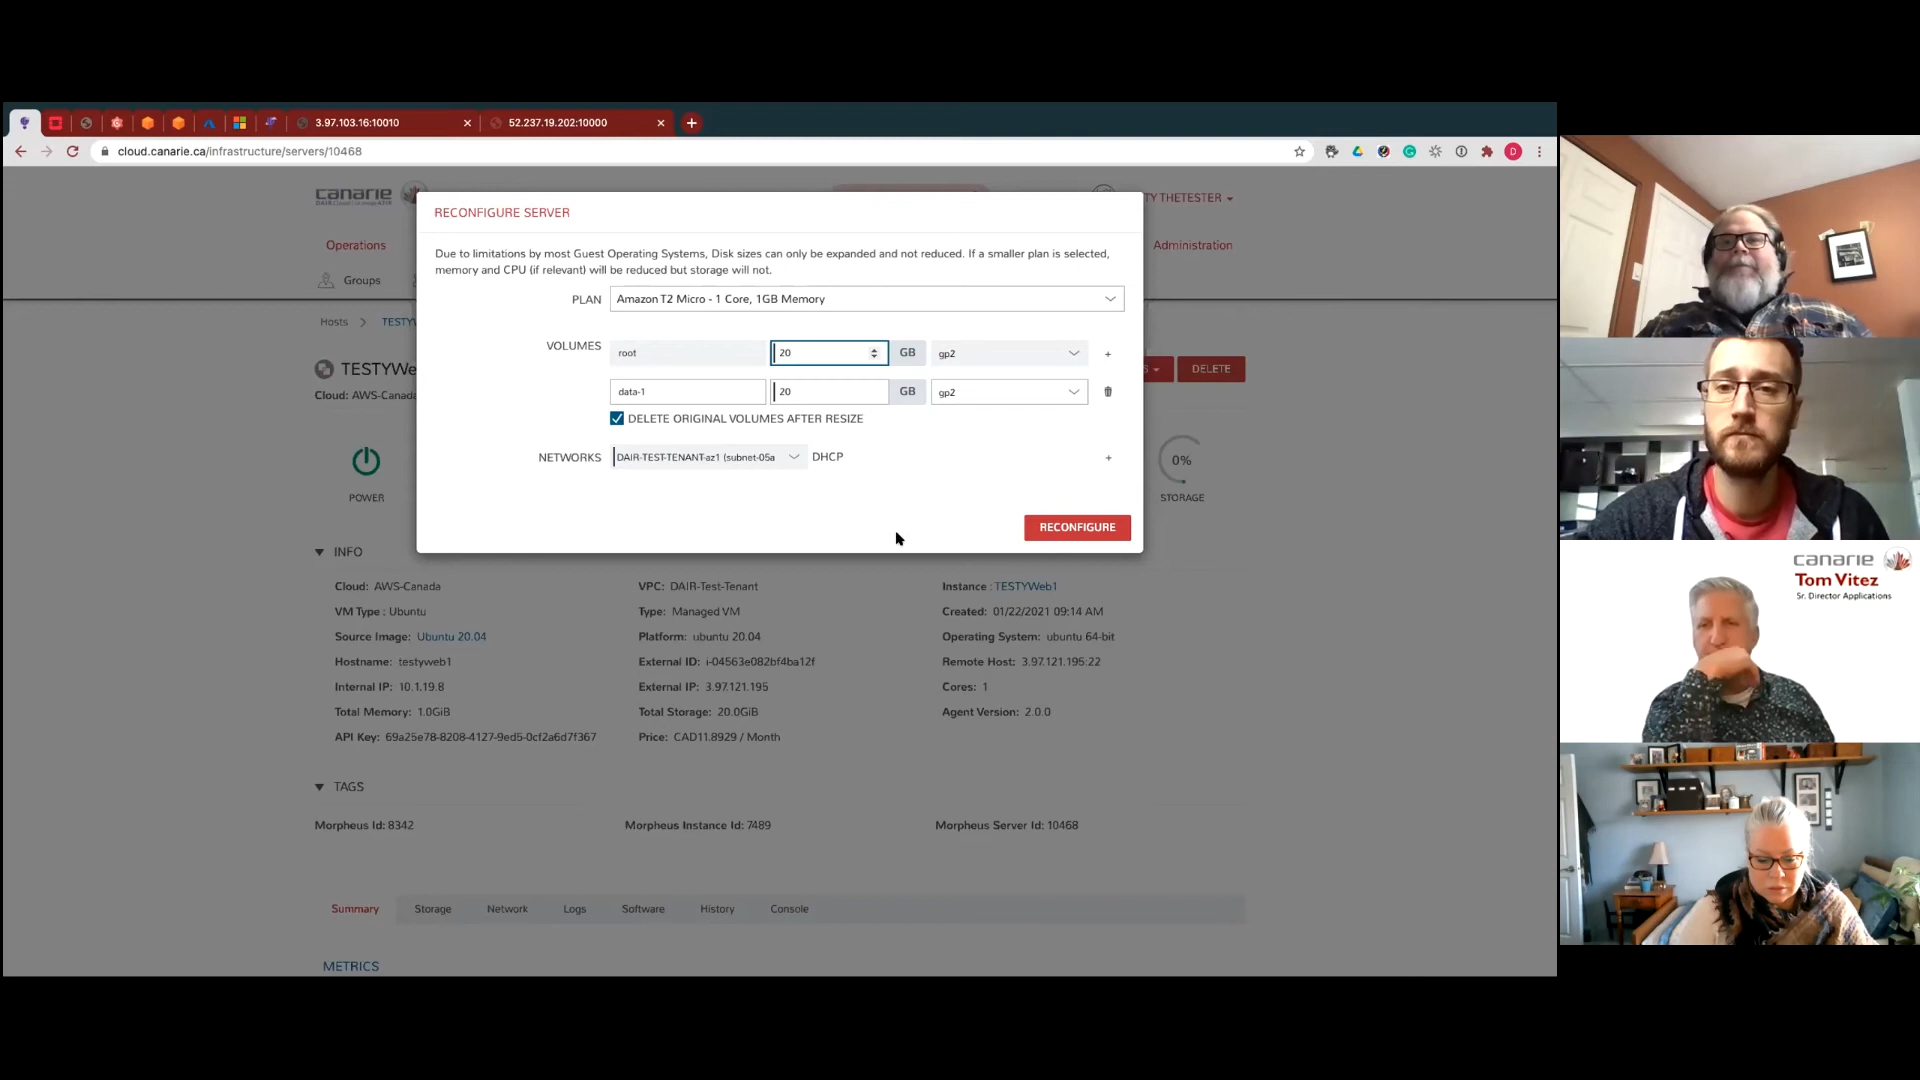 3.97.103.16:10010
52.237.19.202:10000
cloud.canarie.ca/infrastructure/servers/10468
D
canarie
TY THETESTER
Operations
Administration
Groups
Hosts
TESTYW
TESTYWe
Cloud: AWS-Canada
S
DELETE
RECONFIGURE SERVER
Due to limitations by most Guest Operating Systems, Disk sizes can only be expanded and not reduced. If a smaller plan is selected,
memory and CPU (if relevant) will be reduced but storage will not.
PLAN Amazon T2 Micro - 1 Core, 1GB Memory
VOLUMES root 20 GB gp2 +
data-1 20 GB gp2
DELETE ORIGINAL VOLUMES AFTER RESIZE
NETWORKS DAIR-TEST-TENANT-az1 (subnet-05a DHCP +
RECONFIGURE
POWER
0%
STORAGE
INFO
Cloud: AWS-Canada VPC: DAIR-Test-Tenant Instance : TESTYWeb1
VM Type : Ubuntu Type: Managed VM Created: 01/22/2021 09:14 AM
Source Image: Ubuntu 20.04 Platform: ubuntu 20.04 Operating System: ubuntu 64-bit
Hostname: testyweb1 External ID: i-04563e082bf4ba12f Remote Host: 3.97.121.195:22
Internal IP: 10.1.19.8 External IP: 3.97.121.195 Cores: 1
Total Memory: 1.0GiB Total Storage: 20.0GiB Agent Version: 2.0.0
API Key: 69a25e78-8208-4127-9ed5-0cf2a6d7f367 Price: CAD11.8929 / Month
TAGS
Morpheus Id: 8342 Morpheus Instance Id: 7489 Morpheus Server Id: 10468
Summary Storage Network Logs Software History Console
METRICS
canarie
Tom Vitez
Sr. Director Applications